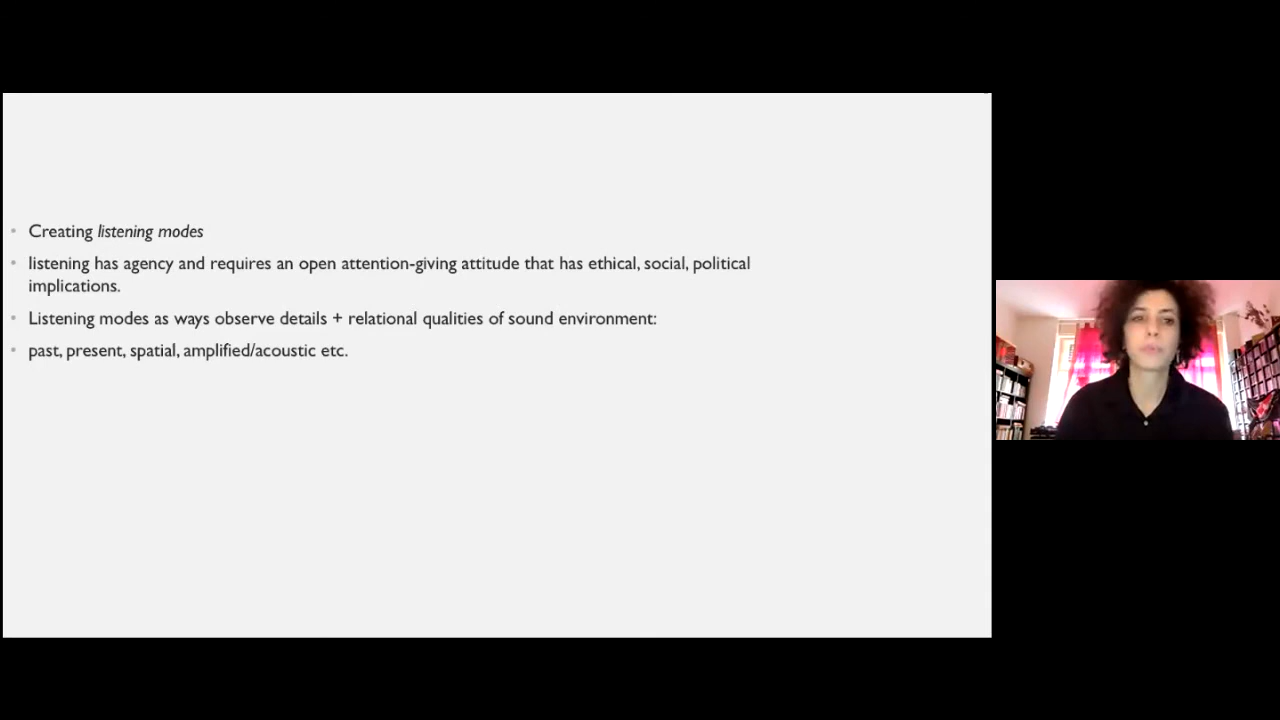 • Creating listening modes
• listening has agency and requires an open attention-giving attitude that has ethical, social, political
implications.
• Listening modes as ways observe details + relational qualities of sound environment:
• past, present, spatial, amplified/acoustic etc.